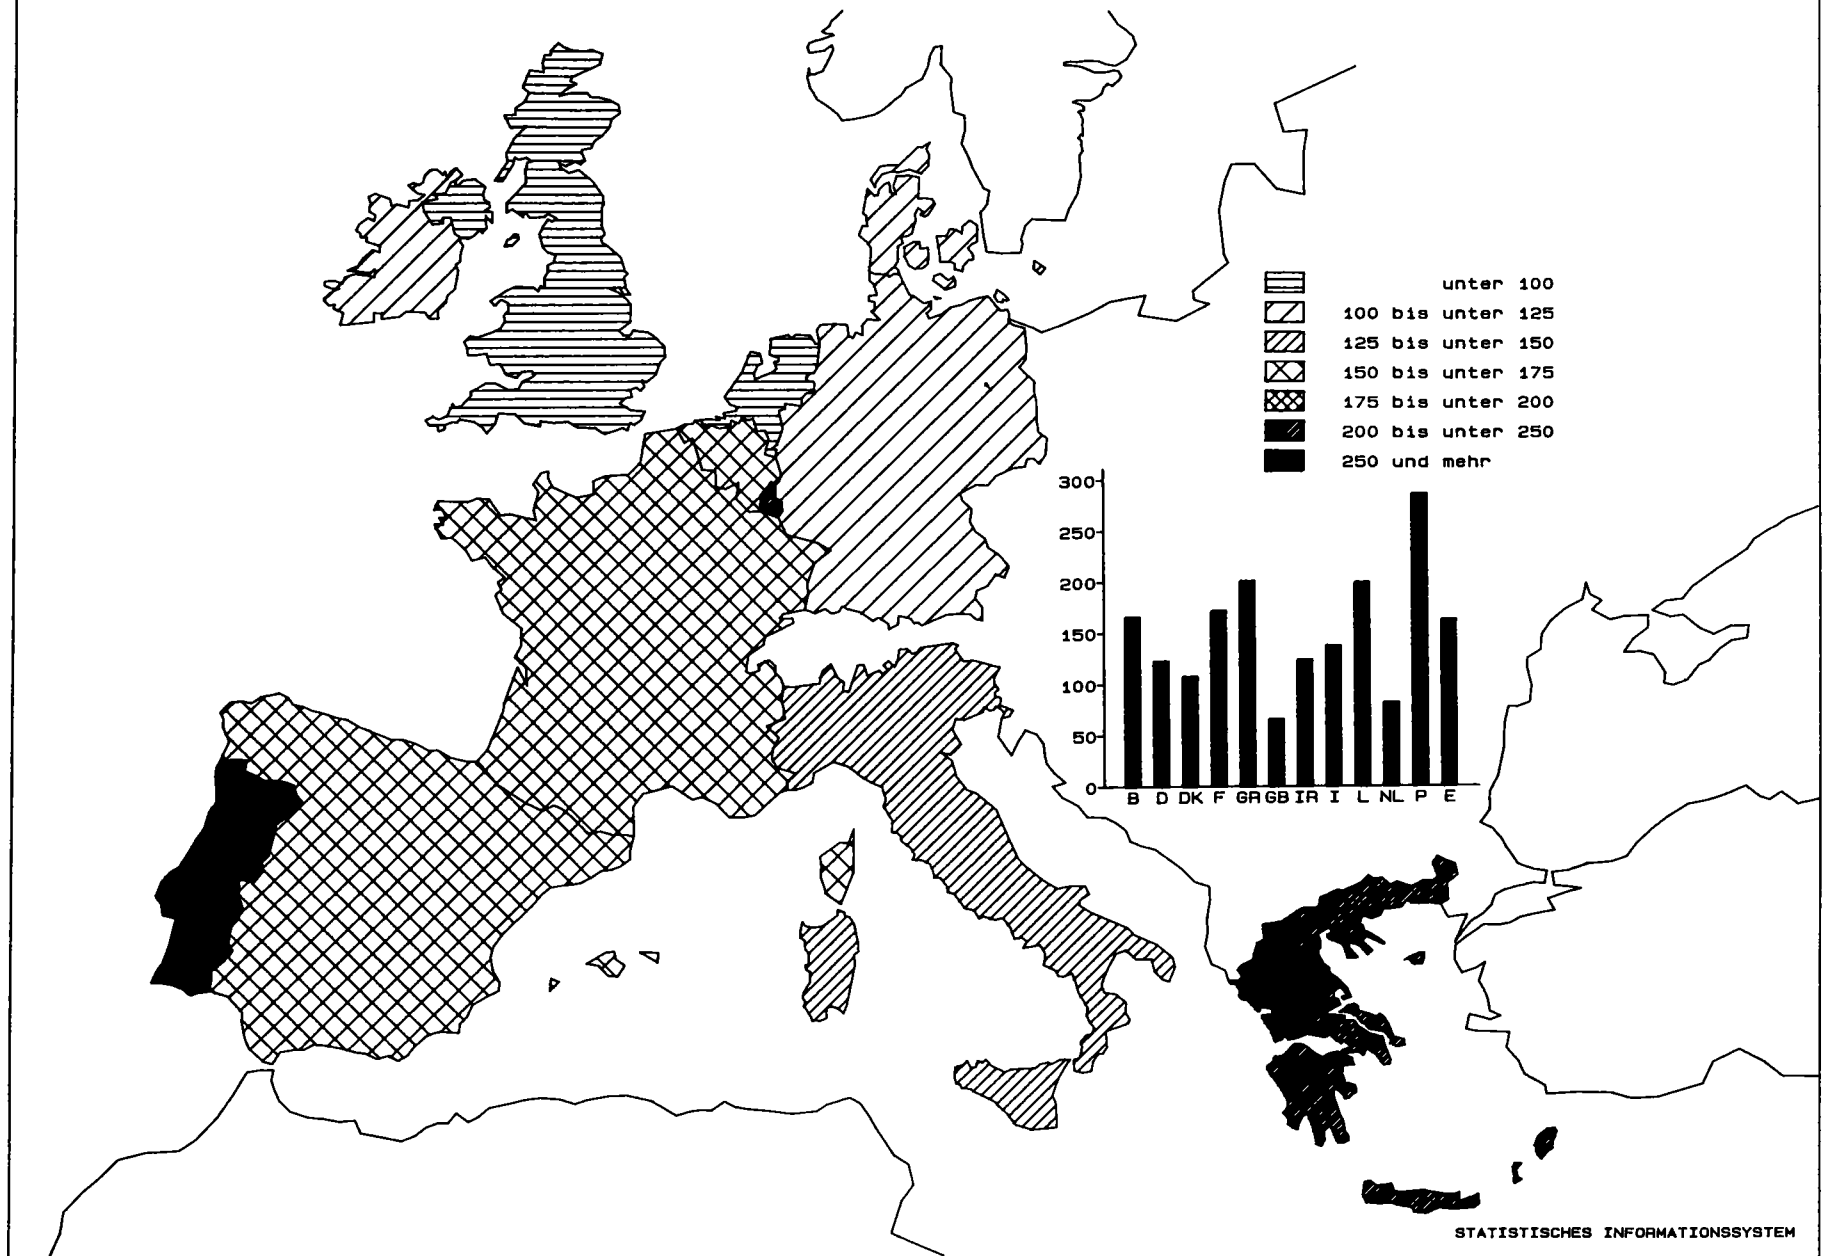 unter 100
100 bis unter 125
125 bis unter 150
150 bis unter 175
175 bis unter 200
200 bis unter 250
250 und mehr
300
250
200
150
100
50
0
B D DK F GR GB IR I L NL P E
STATISTISCHES INFORMATIONSSYSTEM